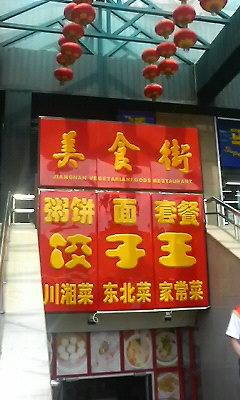 美食街
JIANGNAN VEGETARIAN FOODS RESTAURANT
粥饼 面 套餐
饺子王
川湘菜 东北菜 家常菜